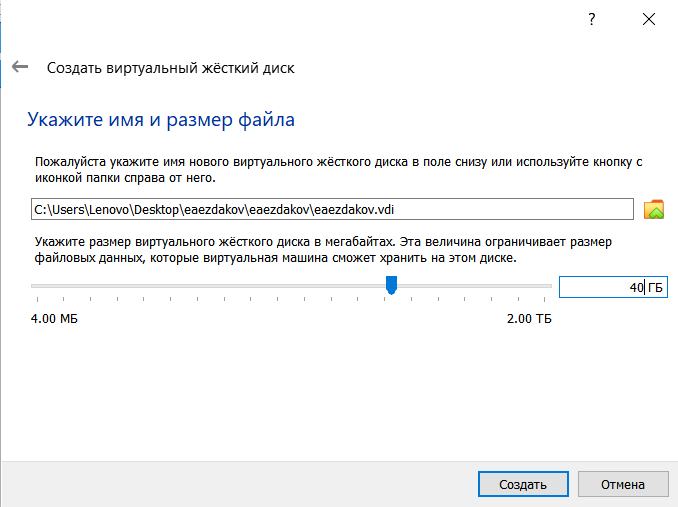 ?
Создать виртуальный жёсткий диск
Укажите имя и размер файла
Пожалуйста укажите имя нового виртуального жёсткого диска в поле снизу или используйте кнопку с
иконкой папки справа от него.
C:\Users\Lenovo\Desktop\eaezdakov\eaezdakov\eaezdakov.vdi
Укажите размер виртуального жёсткого диска в мегабайтах. Эта величина ограничивает размер
файловых данных, которые виртуальная машина сможет хранить на этом диске.
40 ГБ
4.00 МБ 2.00 ТБ
Создать Отмена